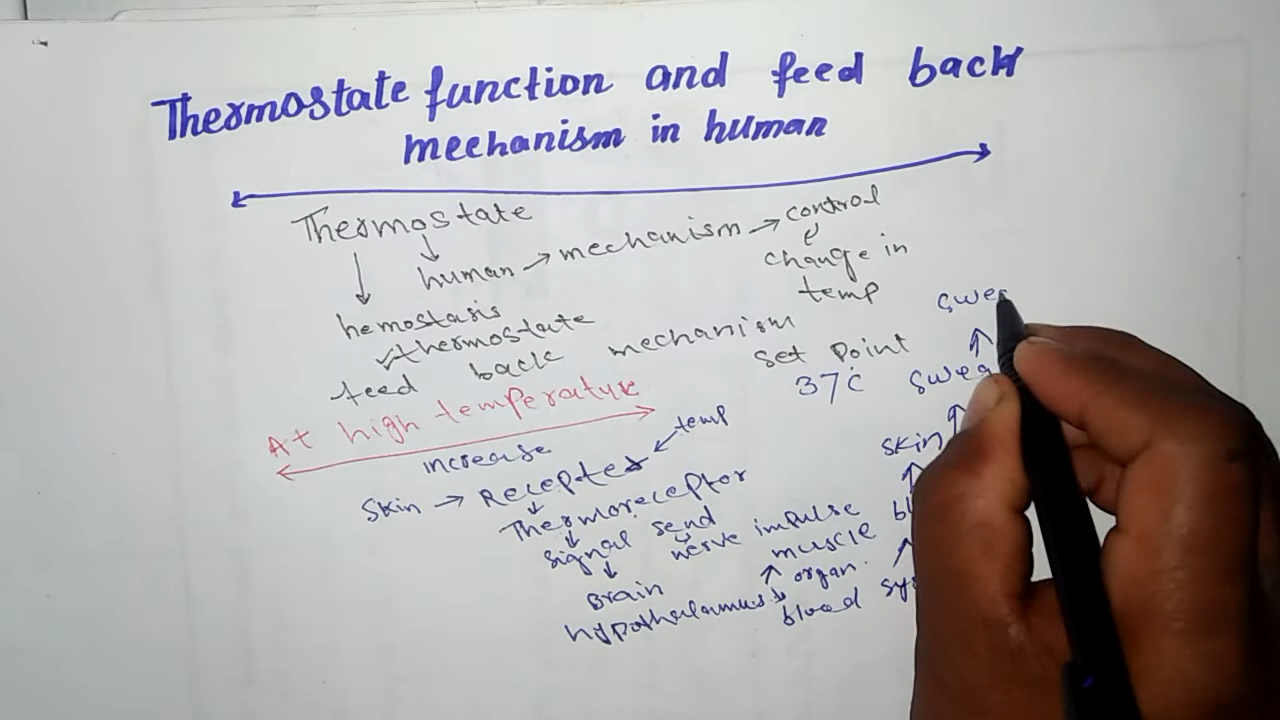 Thermostate function and feed back
mechanism in human
Thermostate
human → mechanism → control
change in
temp
hemostasis
✓thermostate
feed back mechanism
Set Point
37°C
At high temperature
increase
temp
Skin → Receptor
Thermoreceptor
Signal send
nerve impulse
Brain
hypothalamus
muscle
organ
blood
Skin